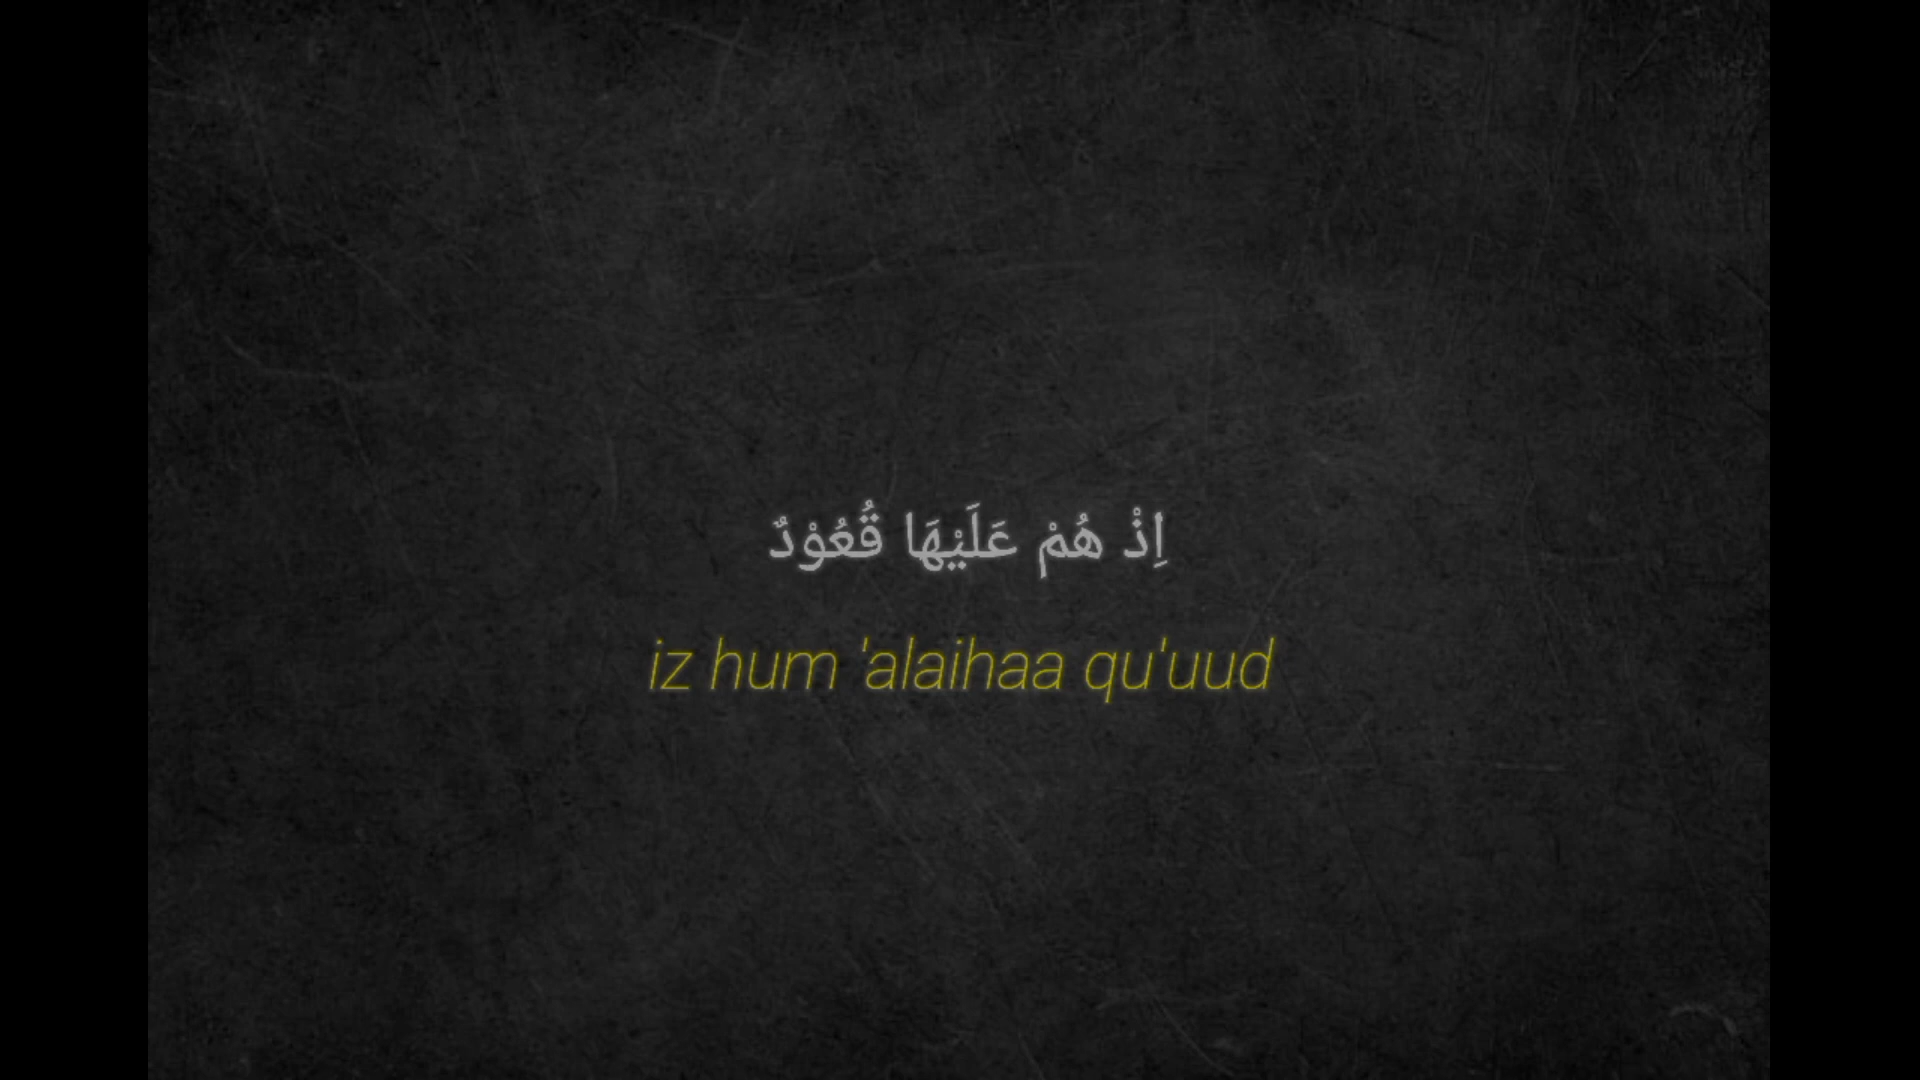 اِذْ هُمْ عَلَيْهَا قُعُوْدٌ
iz hum 'alaihaa qu'uud